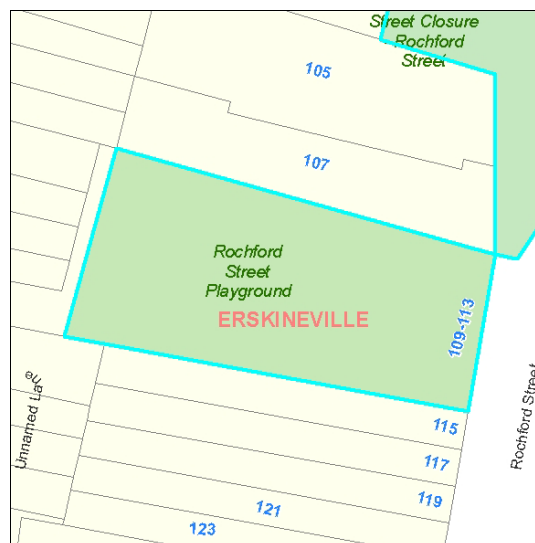 Street Closure
Rochford
Street
105
107
Rochford
Street
Playground
ERSKINEVILLE
109-113
Rochford Street
Unnamed Lane
115
117
119
121
123